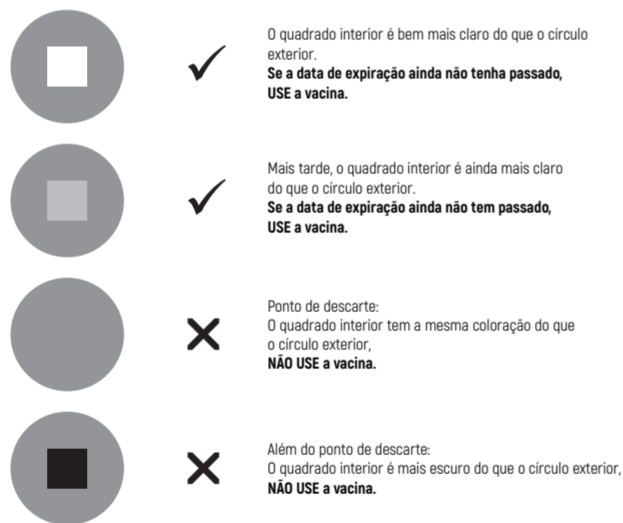 O quadrado interior é bem mais claro do que o círculo
exterior.
Se a data de expiração ainda não tenha passado,
USE a vacina.
Mais tarde, o quadrado interior é ainda mais claro
do que o círculo exterior.
Se a data de expiração ainda não tem passado,
USE a vacina.
Ponto de descarte:
O quadrado interior tem a mesma coloração do que
o círculo exterior,
NÃO USE a vacina.
Além do ponto de descarte:
O quadrado interior é mais escuro do que o círculo exterior,
NÃO USE a vacina.